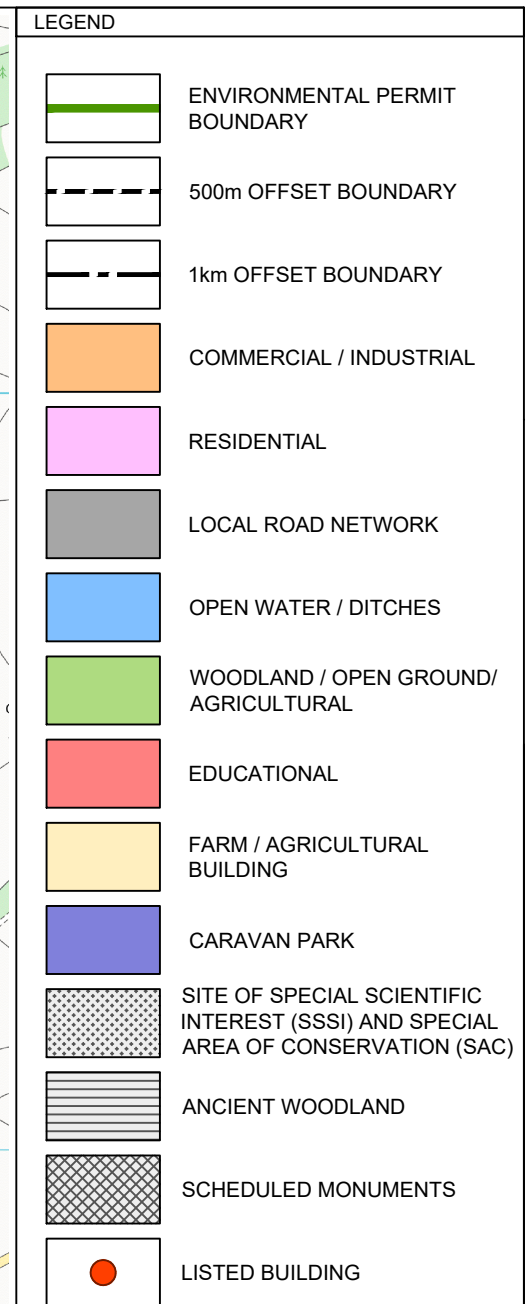 LEGEND
ENVIRONMENTAL PERMIT
BOUNDARY
500m OFFSET BOUNDARY
1km OFFSET BOUNDARY
COMMERCIAL / INDUSTRIAL
RESIDENTIAL
LOCAL ROAD NETWORK
OPEN WATER / DITCHES
WOODLAND / OPEN GROUND/
AGRICULTURAL
EDUCATIONAL
FARM / AGRICULTURAL
BUILDING
CARAVAN PARK
SITE OF SPECIAL SCIENTIFIC
INTEREST (SSSI) AND SPECIAL
AREA OF CONSERVATION (SAC)
ANCIENT WOODLAND
SCHEDULED MONUMENTS
LISTED BUILDING